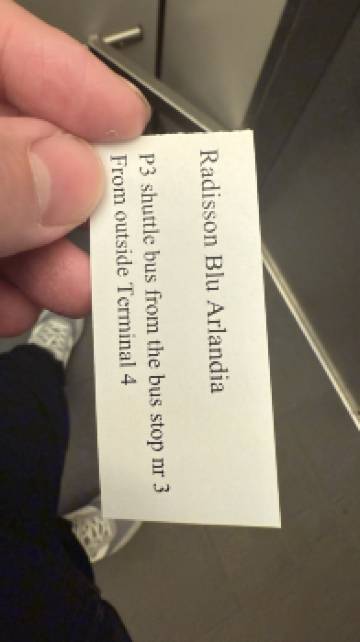 Radisson Blu Arlandia
P3 shuttle bus from the bus stop nr 3
From outside Terminal 4